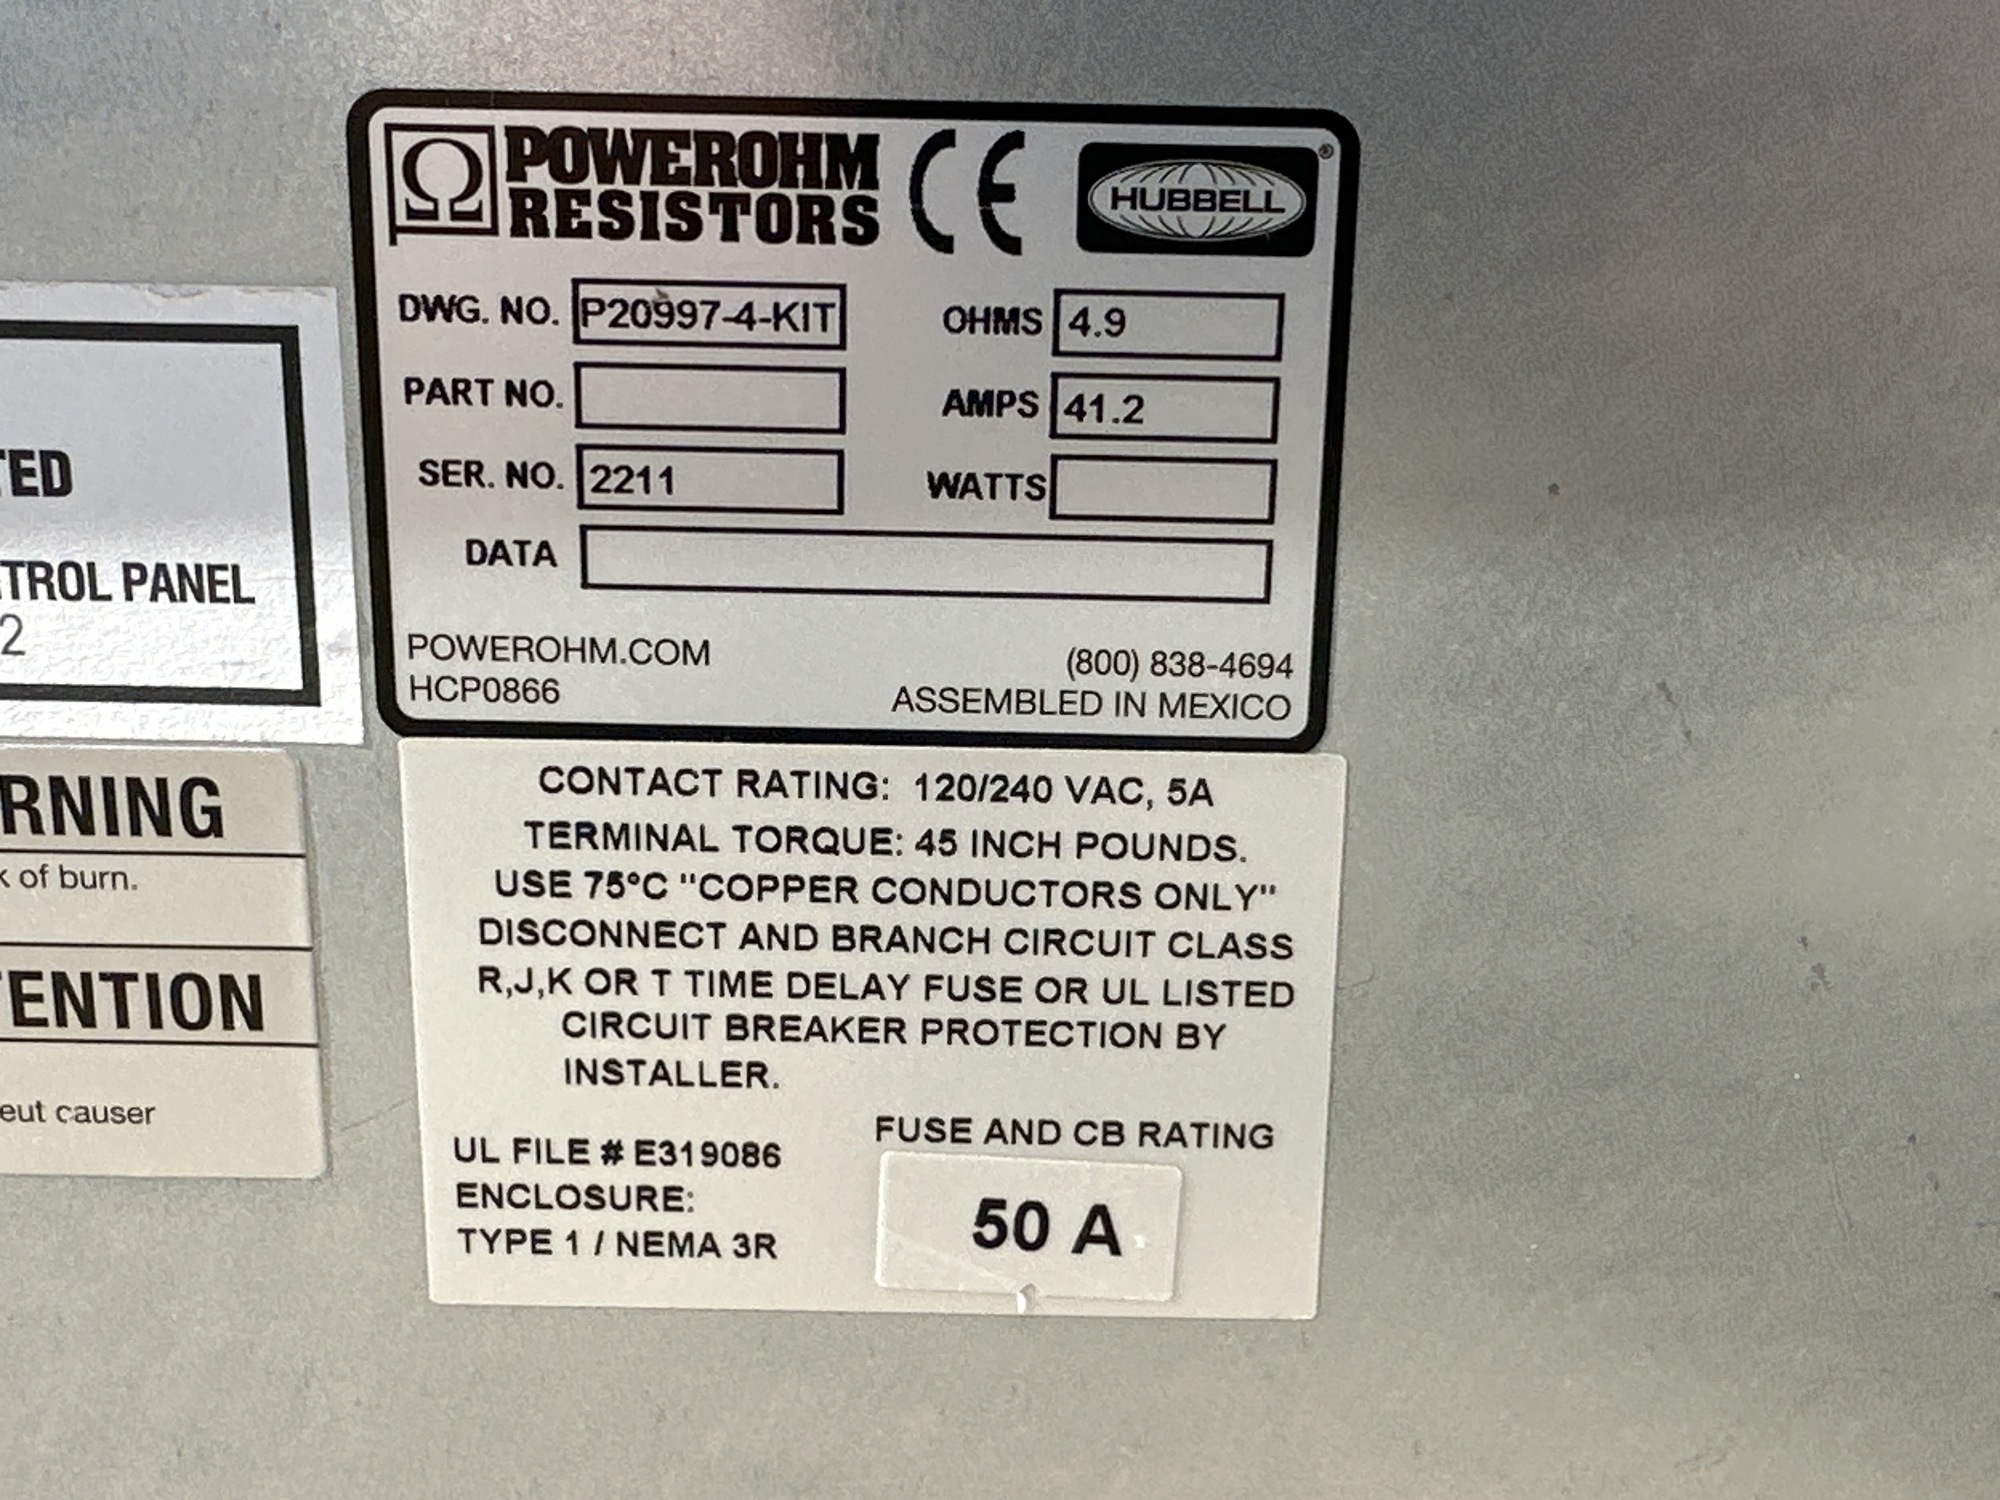 Ω POWEROHM
RESISTORS
CE
HUBBELL®
DWG. NO. P20997-4-KIT
OHMS 4.9
PART NO.
AMPS 41.2
SER. NO. 2211
WATTS
DATA
POWEROHM.COM
(800) 838-4694
HCP0866
ASSEMBLED IN MEXICO
TED
TROL PANEL
2
RNING
k of burn.
TENTION
eut causer
CONTACT RATING: 120/240 VAC, 5A
TERMINAL TORQUE: 45 INCH POUNDS.
USE 75°C "COPPER CONDUCTORS ONLY"
DISCONNECT AND BRANCH CIRCUIT CLASS
R,J,K OR T TIME DELAY FUSE OR UL LISTED
CIRCUIT BREAKER PROTECTION BY
INSTALLER.
UL FILE # E319086
ENCLOSURE:
TYPE 1 / NEMA 3R
FUSE AND CB RATING
50 A